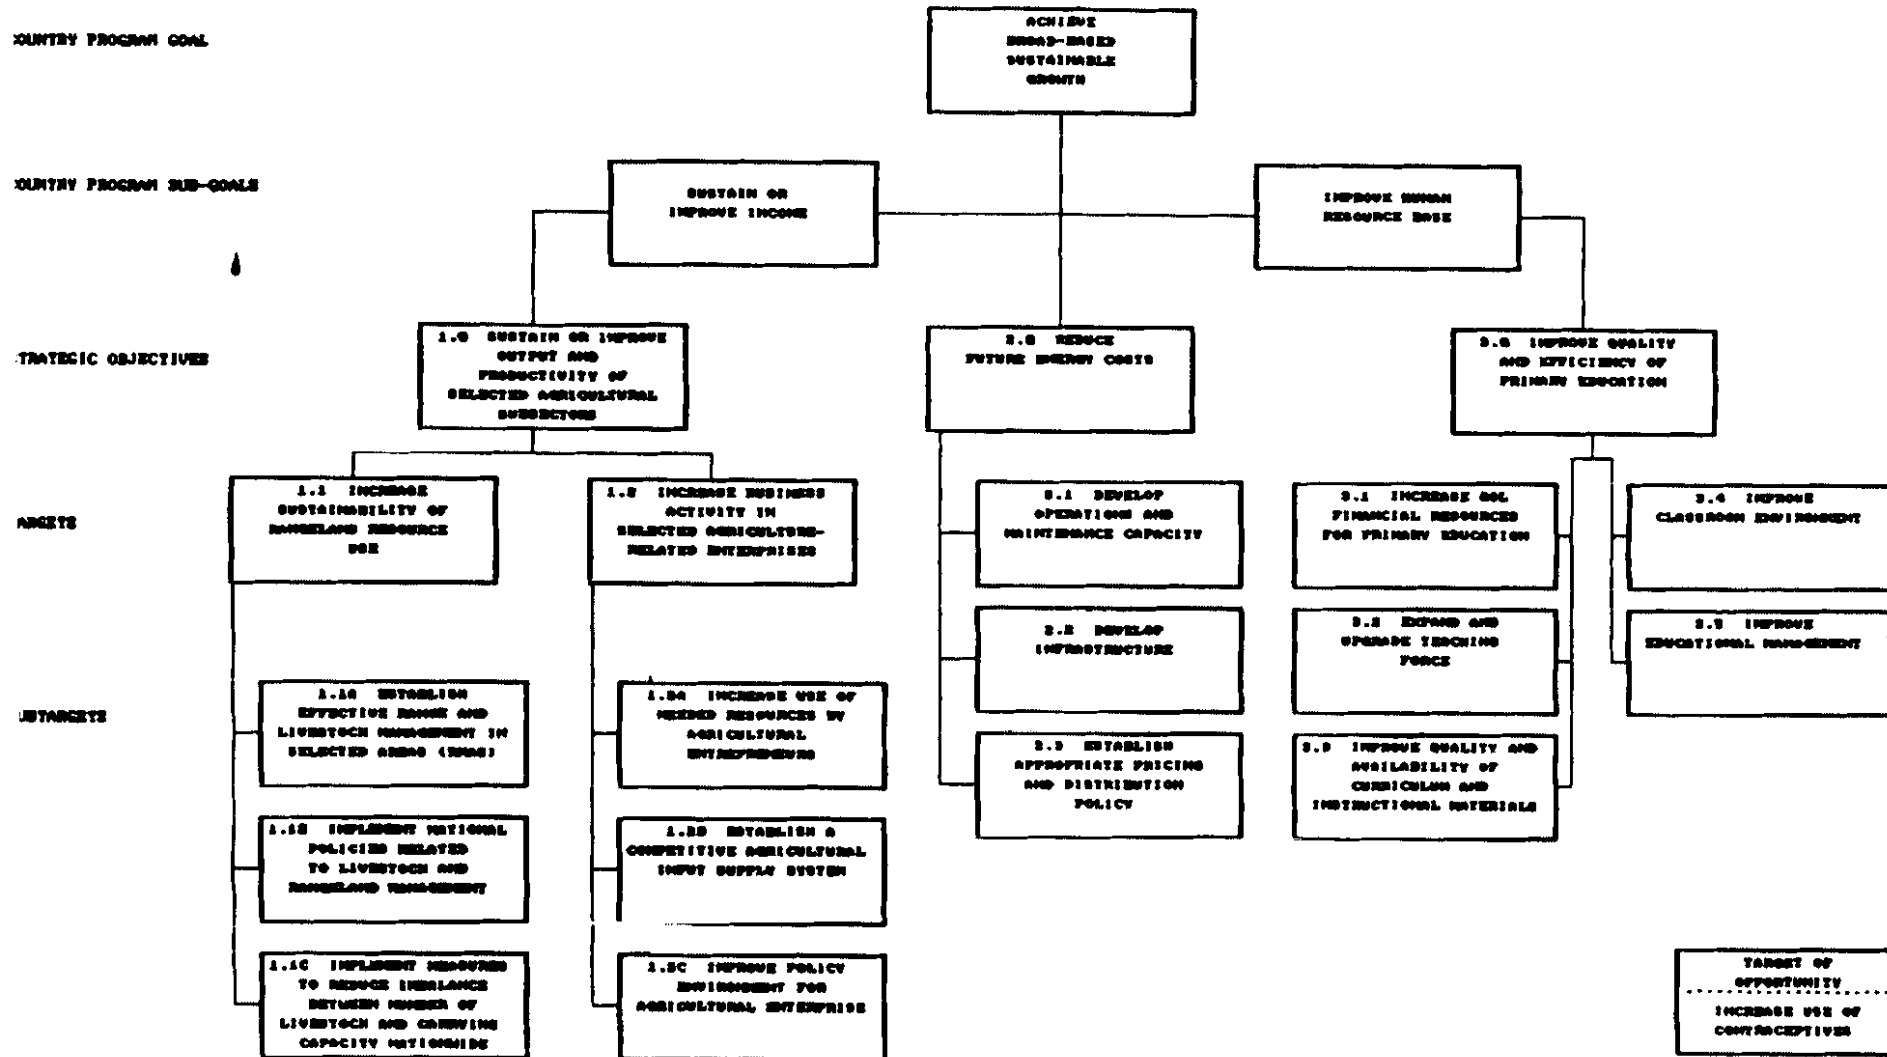 OUNTRY PROGRAM GOAL
ACHIEVE
BROAD-BASED
SUSTAINABLE
GROWTH
OUNTRY PROGRAM SUB-GOALS
SUSTAIN OR
IMPROVE INCOME
IMPROVE HUMAN
RESOURCE BASE
TRATEGIC OBJECTIVES
1.0 SUSTAIN OR IMPROVE
OUTPUT AND
PRODUCTIVITY OF
SELECTED AGRICULTURAL
SUBSECTORS
2.0 REDUCE
FUTURE ENERGY COSTS
3.0 IMPROVE QUALITY
AND EFFICIENCY OF
PRIMARY EDUCATION
ARGETS
1.1 INCREASE
SUSTAINABILITY OF
RANGELAND RESOURCE
USE
1.2 INCREASE BUSINESS
ACTIVITY IN
SELECTED AGRICULTURE-
RELATED ENTERPRISES
2.1 DEVELOP
OPERATIONS AND
MAINTENANCE CAPACITY
3.1 INCREASE GOL
FINANCIAL RESOURCES
FOR PRIMARY EDUCATION
3.4 IMPROVE
CLASSROOM ENVIRONMENT
2.2 DEVELOP
INFRASTRUCTURE
3.2 EXPAND AND
UPGRADE TEACHING
FORCE
3.5 IMPROVE
EDUCATIONAL MANAGEMENT
UBTARGETS
1.1A ESTABLISH
EFFECTIVE RANGE AND
LIVESTOCK MANAGEMENT IN
SELECTED AREAS (RMAS)
1.2A INCREASE USE OF
NEEDED RESOURCES BY
AGRICULTURAL
ENTREPRENEURS
2.3 ESTABLISH
APPROPRIATE PRICING
AND DISTRIBUTION
POLICY
3.3 IMPROVE QUALITY AND
AVAILABILITY OF
CURRICULUM AND
INSTRUCTIONAL MATERIALS
1.1B IMPLEMENT NATIONAL
POLICIES RELATED
TO LIVESTOCK AND
RANGELAND MANAGEMENT
1.2B ESTABLISH A
COMPETITIVE AGRICULTURAL
INPUT SUPPLY SYSTEM
1.1C IMPLEMENT MEASURES
TO REDUCE IMBALANCE
BETWEEN NUMBER OF
LIVESTOCK AND CARRYING
CAPACITY NATIONWIDE
1.2C IMPROVE POLICY
ENVIRONMENT FOR
AGRICULTURAL ENTERPRISE
TARGET OF
OPPORTUNITY
INCREASE USE OF
CONTRACEPTIVES